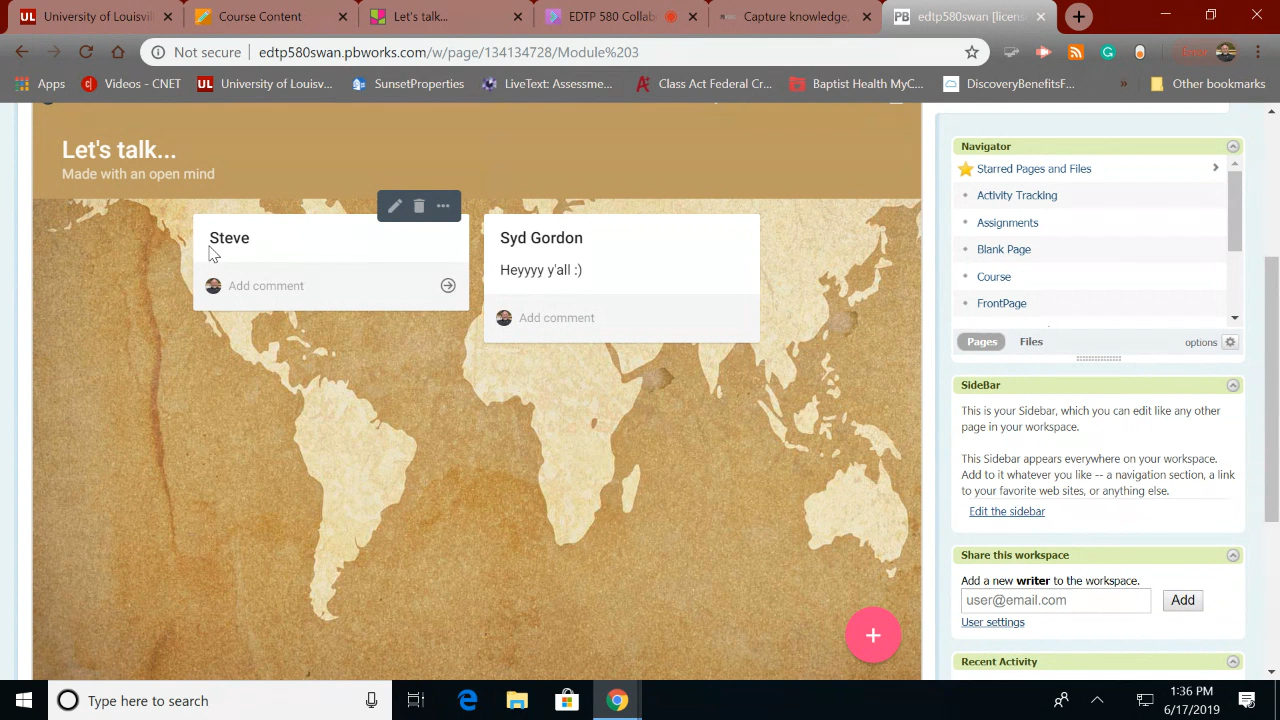 University of Louisvill
Course Content
Let's talk...
EDTP 580 Collab
Capture knowledge,
PB
edtp580swan [licens
Not secure
edtp580swan.pbworks.com/w/page/134134728/Module%203
Apps
Videos - CNET
University of Louisv...
SunsetProperties
LiveText: Assessme...
Class Act Federal Cr...
Baptist Health MyC...
DiscoveryBenefitsF...
»
Other bookmarks
Let's talk...
Made with an open mind
Steve
Add comment
Syd Gordon
Heyyyy y'all :)
Add comment
+
Navigator
Starred Pages and Files
Activity Tracking
Assignments
Blank Page
Course
FrontPage
Pages
Files
options
SideBar
This is your Sidebar, which you can edit like any other
page in your workspace.
This Sidebar appears everywhere on your workspace.
Add to it whatever you like -- a navigation section, a link
to your favorite web sites, or anything else.
Edit the sidebar
Share this workspace
Add a new writer to the workspace.
user@email.com
Add
User settings
Recent Activity
Type here to search
1:36 PM
6/17/2019